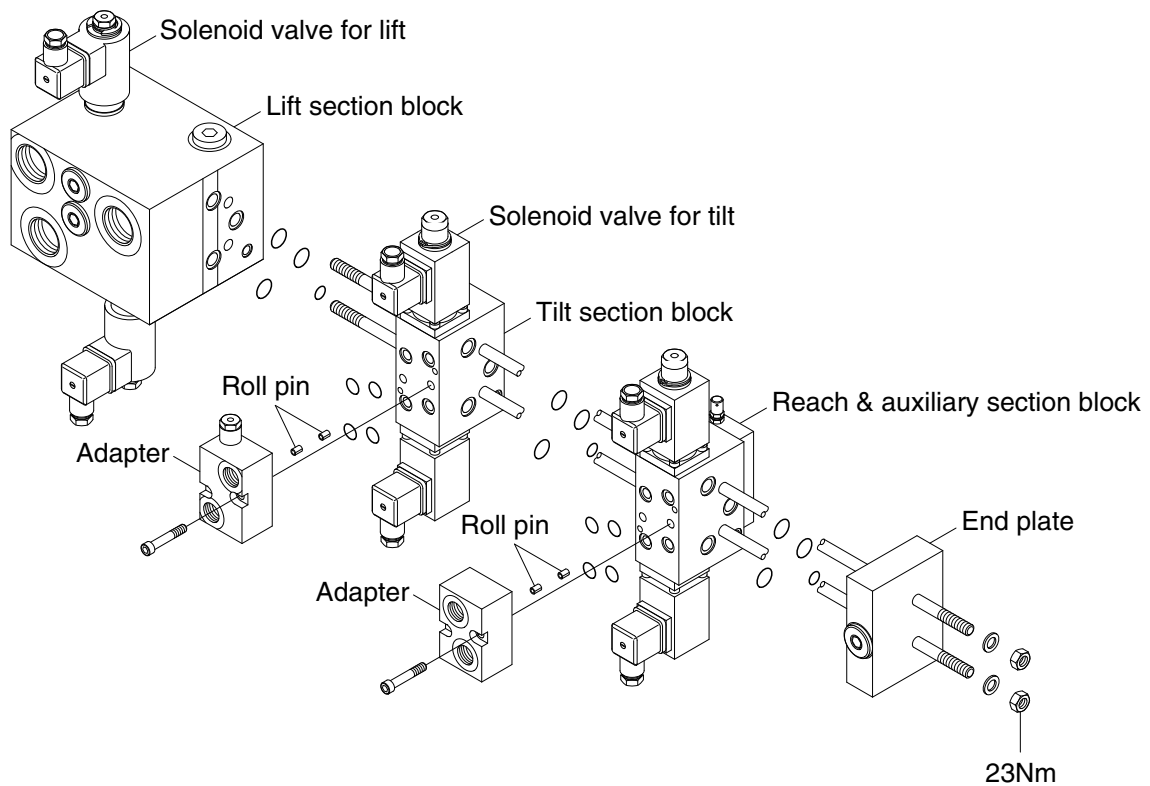 Solenoid valve for lift
Lift section block
Solenoid valve for tilt
Tilt section block
Roll pin
Adapter
Reach & auxiliary section block
Roll pin
End plate
Adapter
23Nm